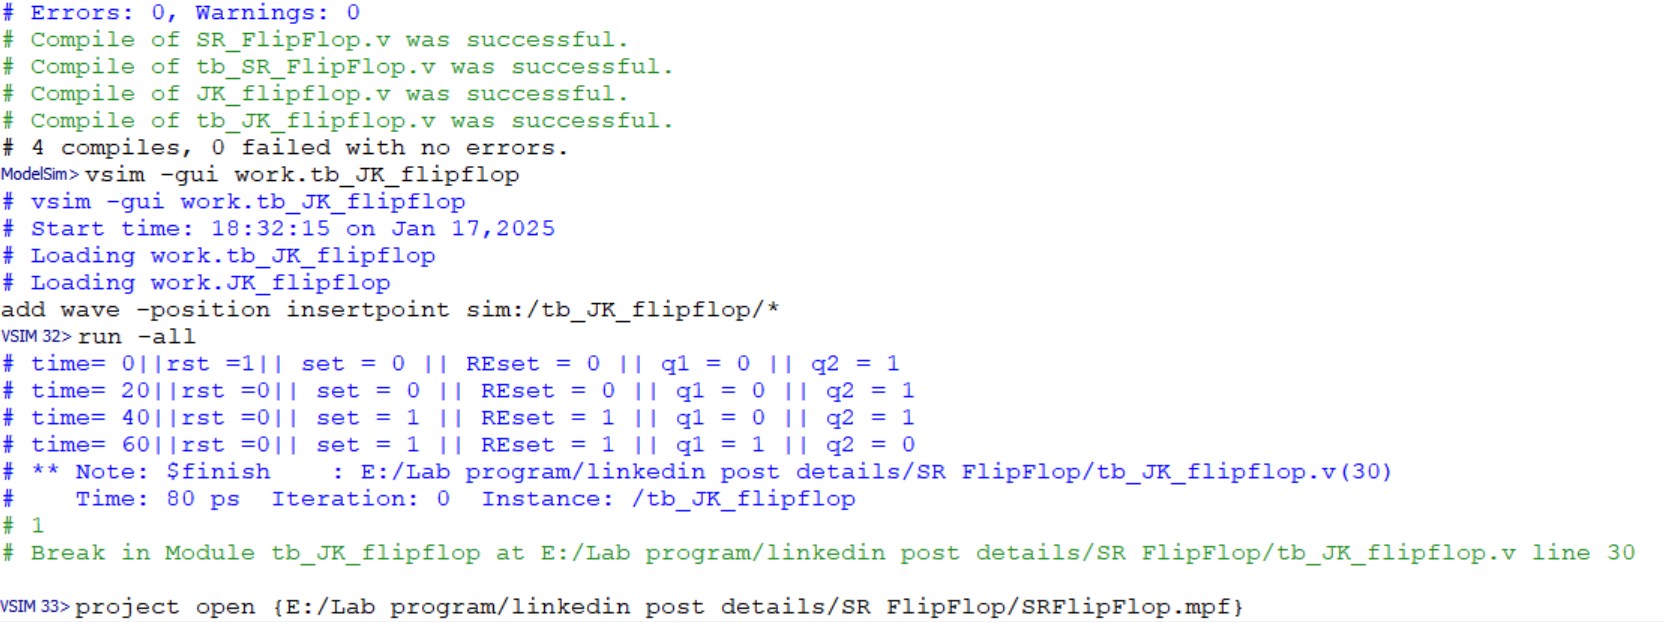 # Errors: 0, Warnings: 0
# Compile of SR_FlipFlop.v was successful.
# Compile of tb_SR_FlipFlop.v was successful.
# Compile of JK_flipflop.v was successful.
# Compile of tb_JK_flipflop.v was successful.
# 4 compiles, 0 failed with no errors.
ModelSim> vsim -gui work.tb_JK_flipflop
# vsim -gui work.tb_JK_flipflop
# Start time: 18:32:15 on Jan 17,2025
# Loading work.tb_JK_flipflop
# Loading work.JK_flipflop
add wave -position insertpoint sim:/tb_JK_flipflop/*
VSIM 32> run -all
# time= 0||rst =1|| set = 0 || REset = 0 || q1 = 0 || q2 = 1
# time= 20||rst =0|| set = 0 || REset = 0 || q1 = 0 || q2 = 1
# time= 40||rst =0|| set = 1 || REset = 1 || q1 = 0 || q2 = 1
# time= 60||rst =0|| set = 1 || REset = 1 || q1 = 1 || q2 = 0
# ** Note: $finish    : E:/Lab program/linkedin post details/SR FlipFlop/tb_JK_flipflop.v(30)
#    Time: 80 ps  Iteration: 0  Instance: /tb_JK_flipflop
# 1
# Break in Module tb_JK_flipflop at E:/Lab program/linkedin post details/SR FlipFlop/tb_JK_flipflop.v line 30
VSIM 33> project open {E:/Lab program/linkedin post details/SR FlipFlop/SRFlipFlop.mpf}